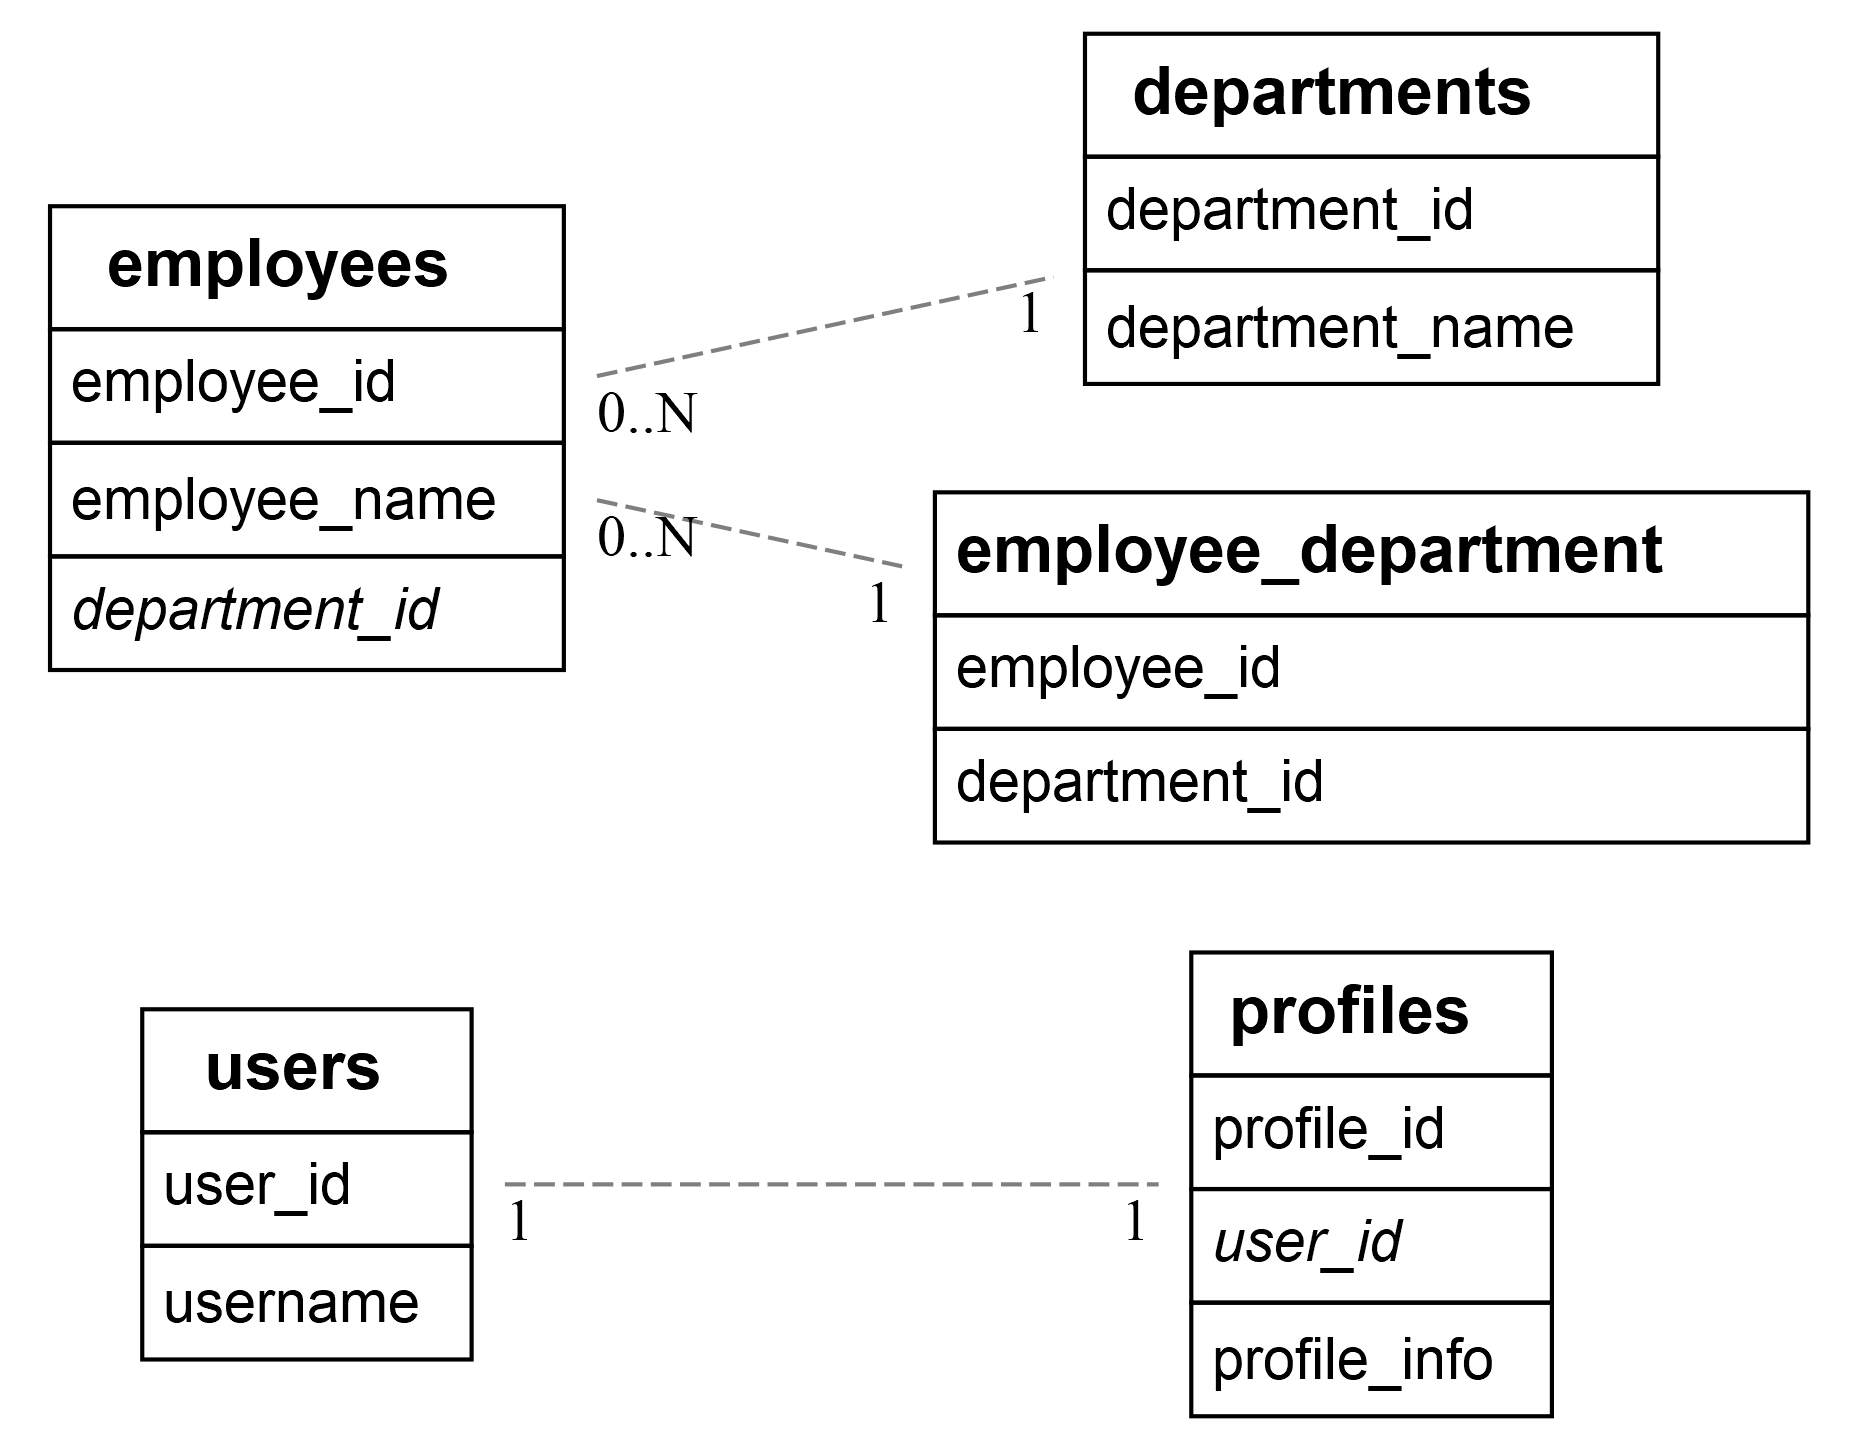 departments
department_id
department_name
employees
employee_id
employee_name
department_id
1
0..N
0..N
1
employee_department
employee_id
department_id
users
user_id
username
1
1
profiles
profile_id
user_id
profile_info